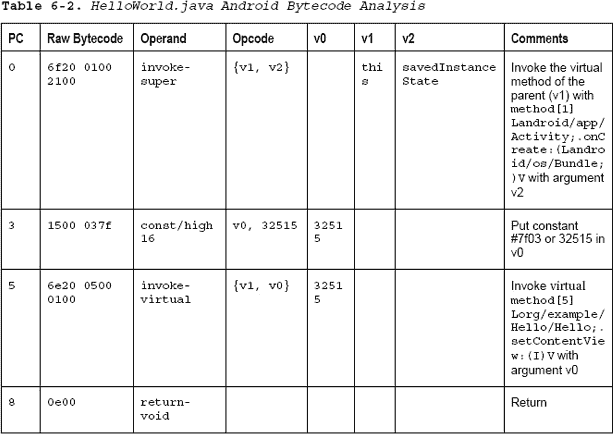 Table 6-2. HelloWorld.java Android Bytecode Analysis
PC Raw Bytecode Operand Opcode v0 v1 v2 Comments
0 6f20 0100 2100 invoke-super {v1, v2} this savedInstanceState Invoke the virtual method of the parent (v1) with method[1] Landroid/app/Activity;.onCreate:(Landroid/os/Bundle;)V with argument v2
3 1500 037f const/high16 v0, 32515 32515 Put constant #7f03 or 32515 in v0
5 6e20 0500 0100 invoke-virtual {v1, v0} 32515 Invoke virtual method[5] Lorg/example/Hello/Hello;.setContentView:(I)V with argument v0
8 0e00 return-void Return